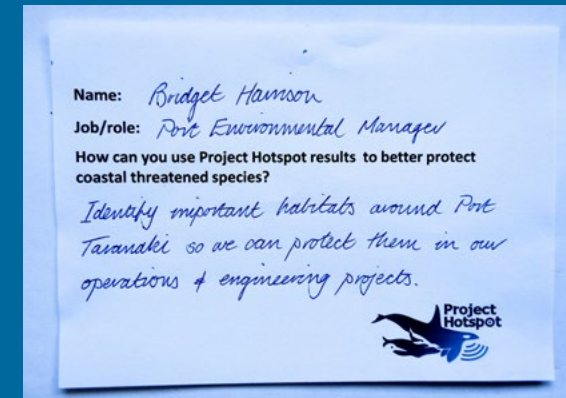 Name: Bridget Harrison
Job/role: Port Environmental Manager
How can you use Project Hotspot results to better protect
coastal threatened species?
Identify important habitats around Port
Taranaki so we can protect them in our
operations & engineering projects.
Project
Hotspot